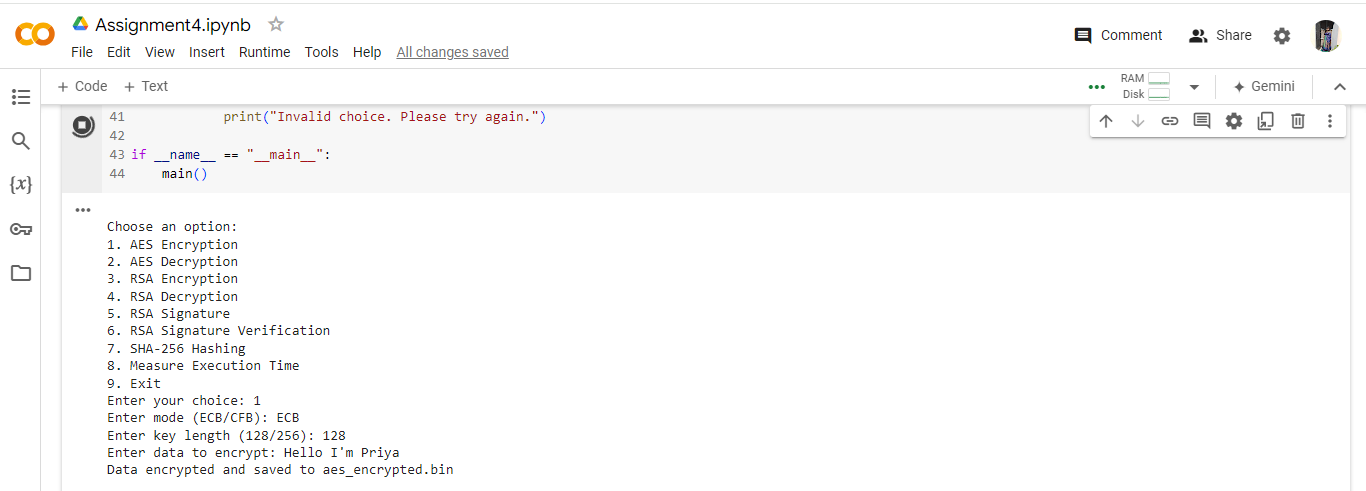 Assignment4.ipynb
File Edit View Insert Runtime Tools Help All changes saved
Comment Share
+ Code + Text
RAM
Disk
Gemini
41 print("Invalid choice. Please try again.")
42
43 if __name__ == "__main__":
44 main()
Choose an option:
1. AES Encryption
2. AES Decryption
3. RSA Encryption
4. RSA Decryption
5. RSA Signature
6. RSA Signature Verification
7. SHA-256 Hashing
8. Measure Execution Time
9. Exit
Enter your choice: 1
Enter mode (ECB/CFB): ECB
Enter key length (128/256): 128
Enter data to encrypt: Hello I'm Priya
Data encrypted and saved to aes_encrypted.bin